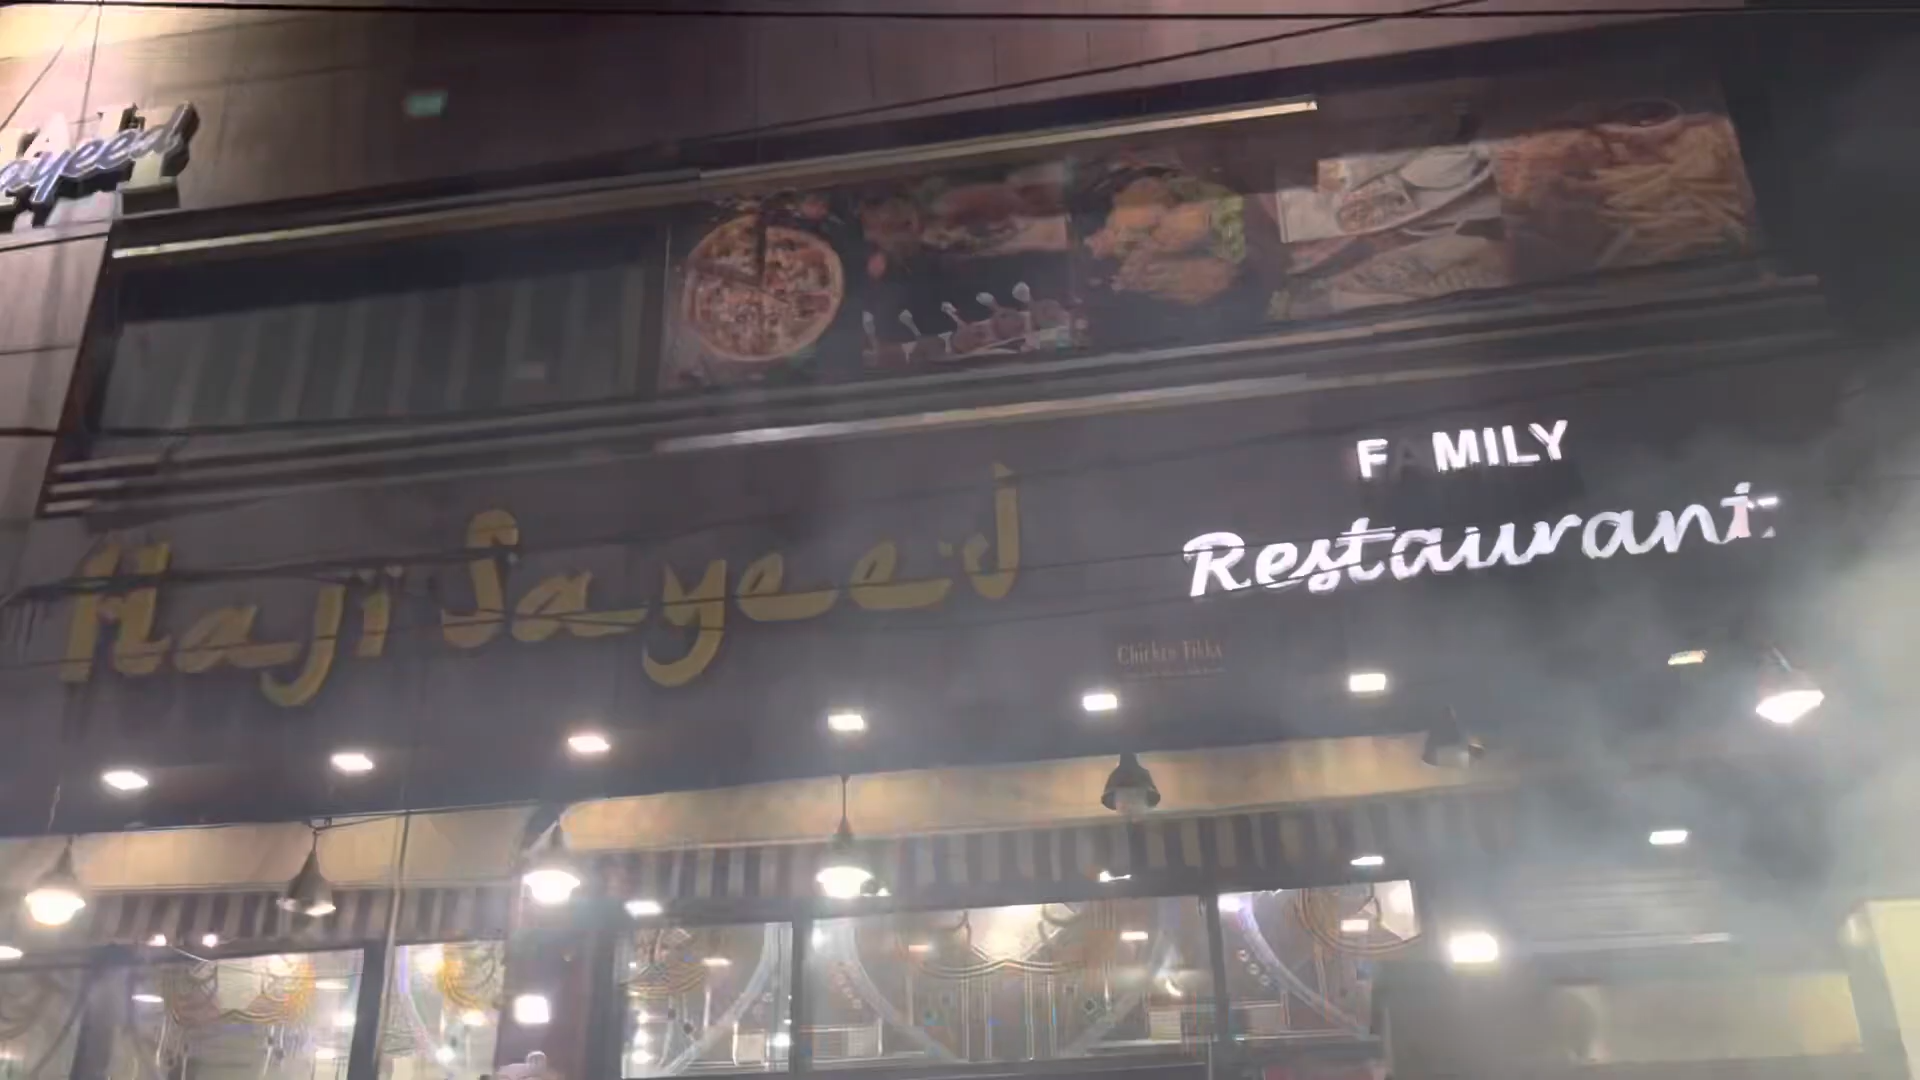 Sayeed
FAMILY
Haji Sayeed
Restaurant
Chicken Tikka